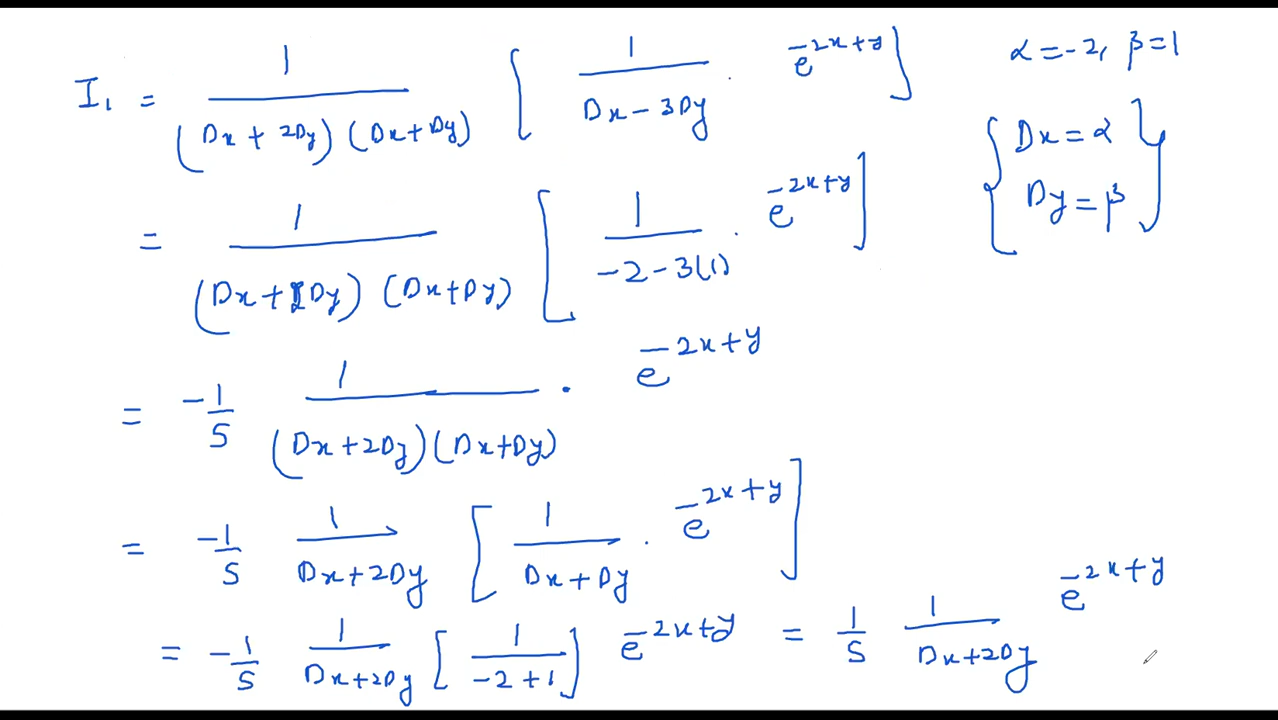 I₁ = 1/((Dx + 2Dy)(Dx + Dy)) [ 1/(Dx − 3Dy) · e^(−2x+y) ]
α = −2, β = 1
{ Dx = α
Dy = β }
= 1/((Dx + 2Dy)(Dx + Dy)) [ 1/(−2 − 3(1)) · e^(−2x+y) ]
= −1/5 1/((Dx + 2Dy)(Dx + Dy)) · e^(−2x+y)
= −1/5 1/(Dx + 2Dy) [ 1/(Dx + Dy) · e^(−2x+y) ]
= −1/5 1/(Dx + 2Dy) [ 1/(−2 + 1) ] e^(−2x+y) = 1/5 1/(Dx + 2Dy) e^(−2x+y)